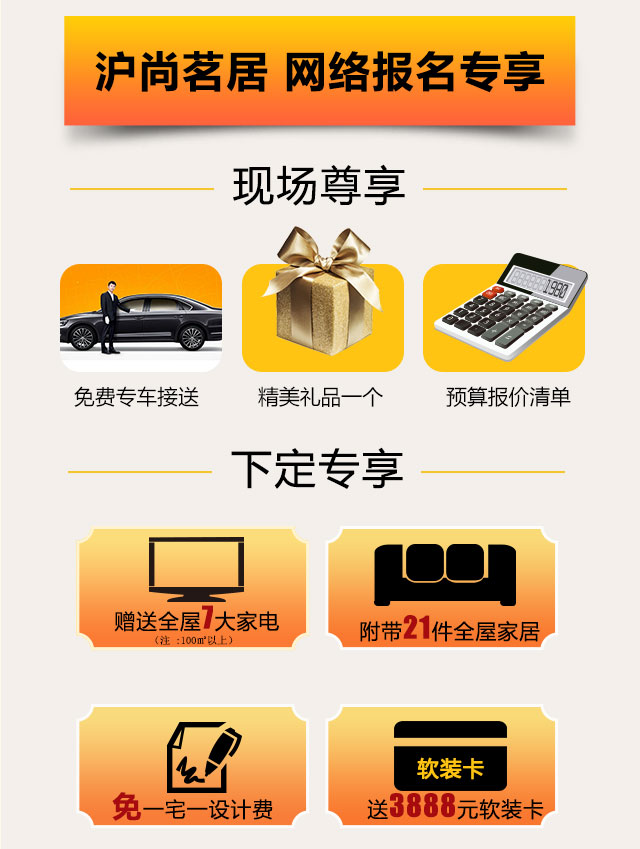 沪尚茗居 网络报名专享
现场尊享
1,980
免费专车接送
精美礼品一个
预算报价清单
下定专享
赠送全屋7大家电
（注 :100㎡以上）
附带21件全屋家居
免一宅一设计费
软装卡
送3888元软装卡